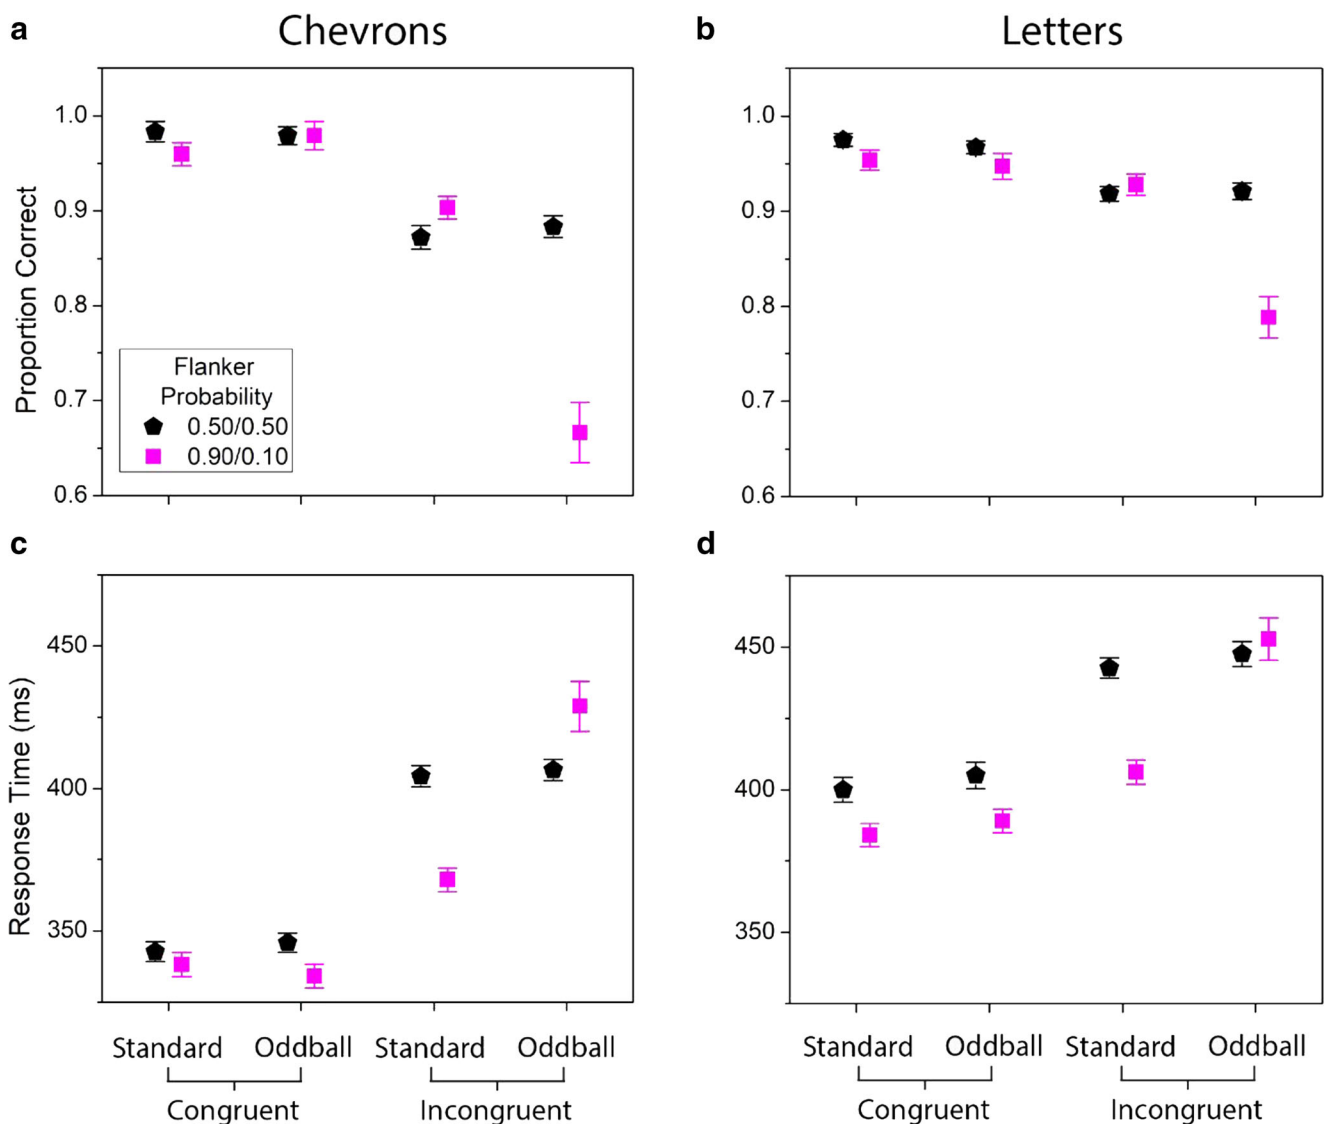 a
Chevrons
b
Letters
Proportion Correct
1.0
0.9
0.8
0.7
0.6
Flanker
Probability
0.50/0.50
0.90/0.10
1.0
0.9
0.8
0.7
0.6
c
d
Response Time (ms)
450
400
350
450
400
350
Standard Oddball Standard Oddball
Congruent Incongruent
Standard Oddball Standard Oddball
Congruent Incongruent